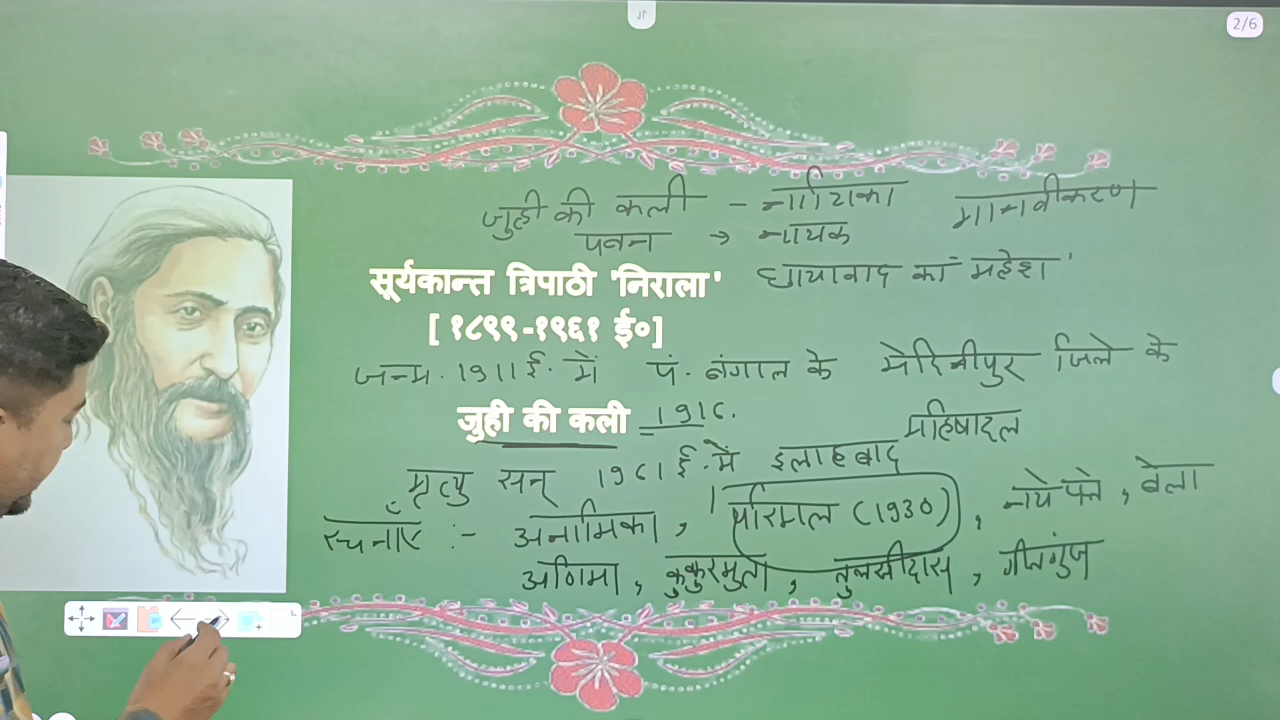 2/6
जुही की कली - नायिका मानवीकरण
पवन → नायक
सूर्यकान्त त्रिपाठी 'निराला' छायावाद का महेश'
[ १८९९-१९६१ ई०]
जन्म. 1911 ई. में पं. बंगाल के मेदिनीपुर जिले के
जुही की कली 1916. महिषादल
मृत्यु सन् 1961 ई. में इलाहबाद
रचनाएँ :- अनामिका, परिमल (1930), नये पत्ते, बेला
अणिमा, कुकुरमुत्ता, तुलसीदास, गीतगुंज